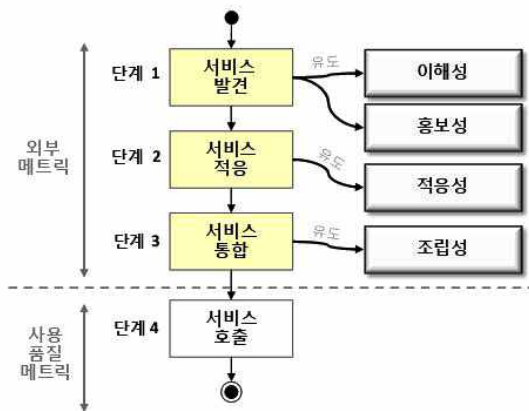 단계 1
서비스
발견
유도
이해성
홍보성
외부
메트릭
단계 2
서비스
적응
유도
적응성
단계 3
서비스
통합
유도
조립성
사용
품질
메트릭
단계 4
서비스
호출